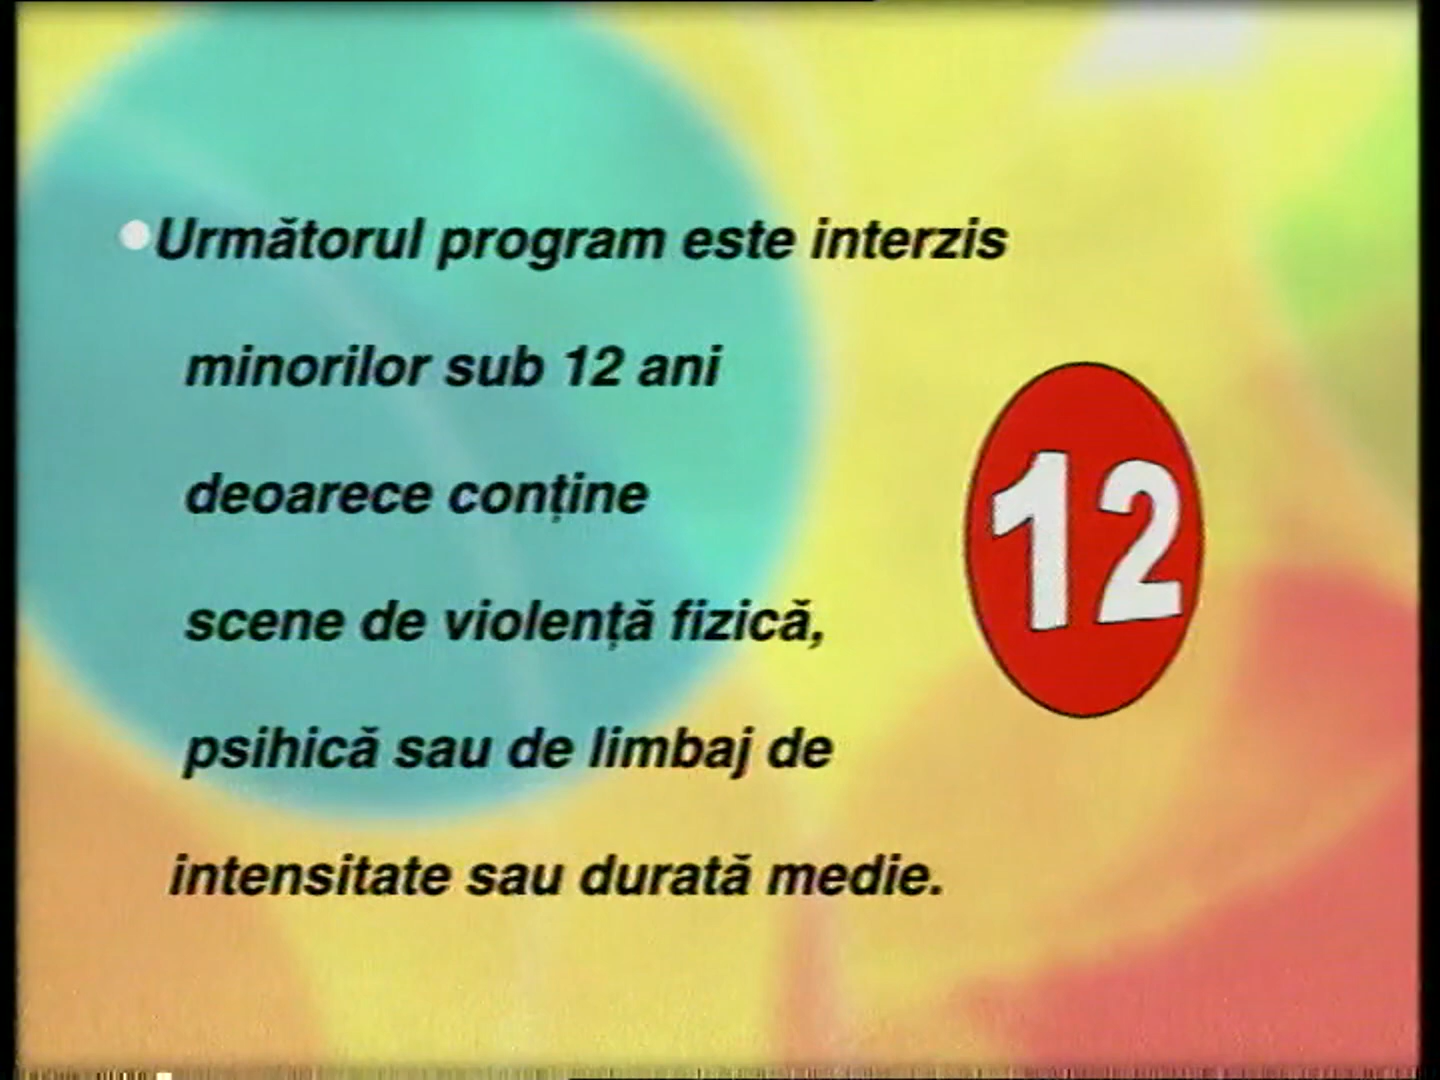 Următorul program este interzis
minorilor sub 12 ani
deoarece conține
scene de violență fizică,
psihică sau de limbaj de
intensitate sau durată medie.
12